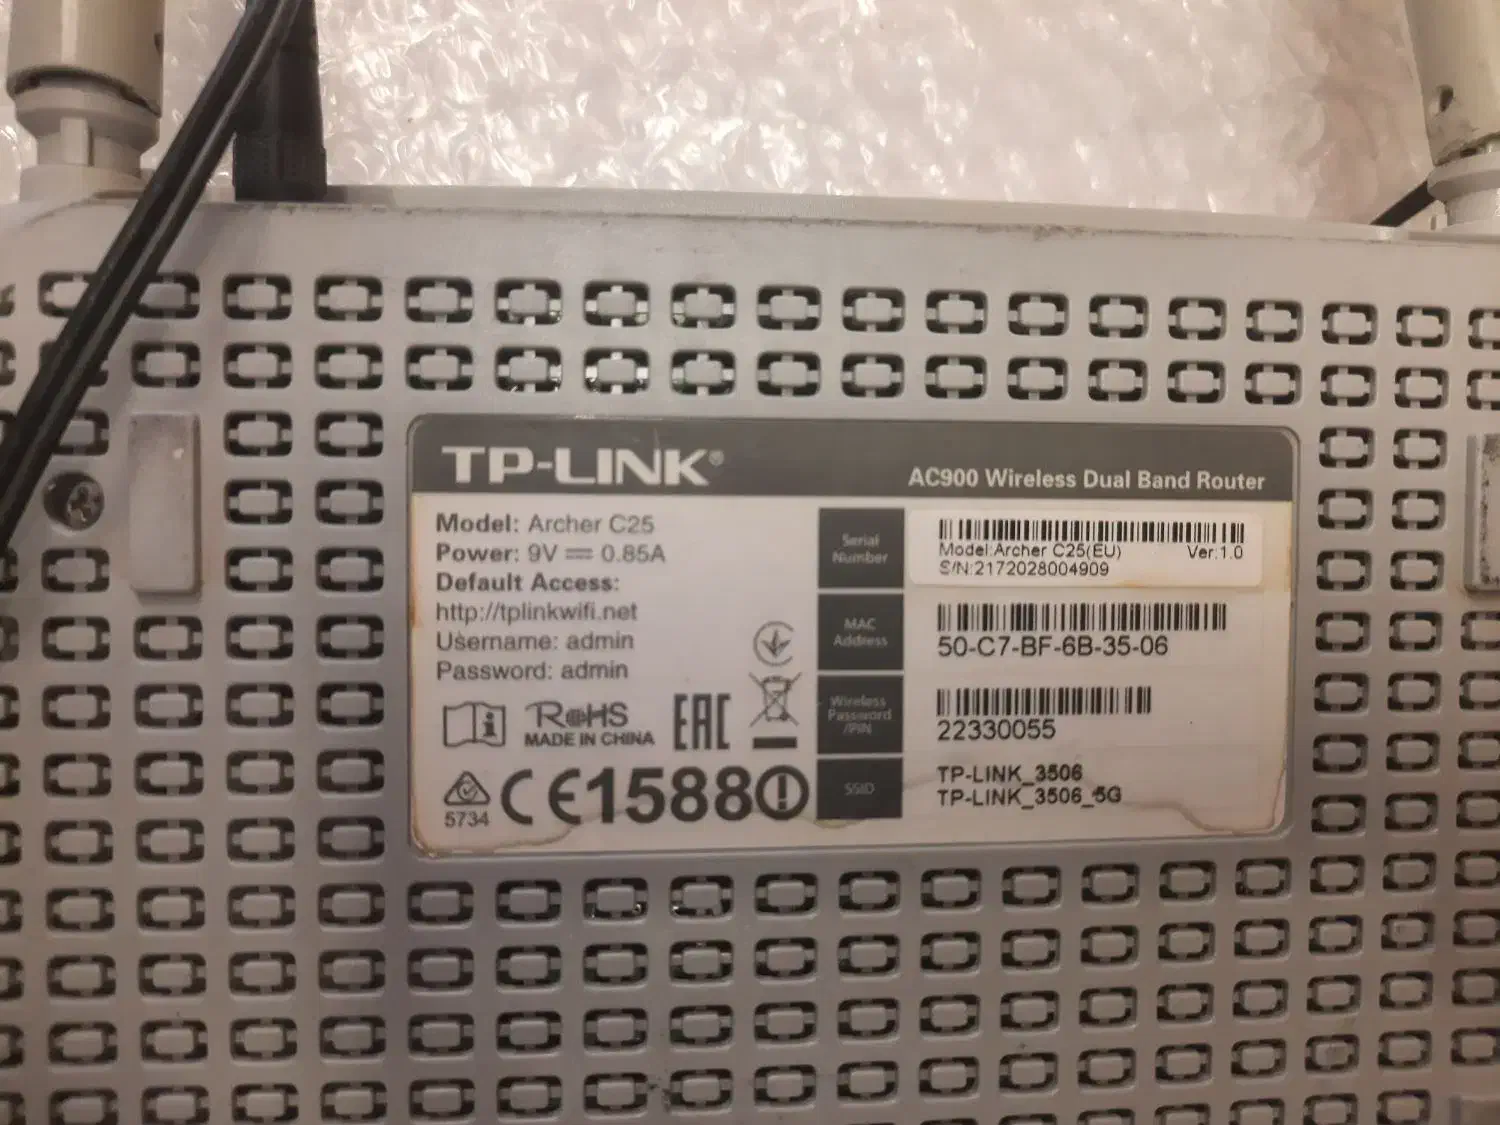 TP-LINK®
AC900 Wireless Dual Band Router
Model: Archer C25
Power: 9V ⎓ 0.85A
Default Access:
http://tplinkwifi.net
Username: admin
Password: admin
RoHS
MADE IN CHINA
EAC
5734
CE1588
Serial
Number
Model:Archer C25(EU) Ver:1.0
S/N:2172028004909
MAC
Address
50-C7-BF-6B-35-06
Wireless
Password
/PIN
22330055
SSID
TP-LINK_3506
TP-LINK_3506_5G